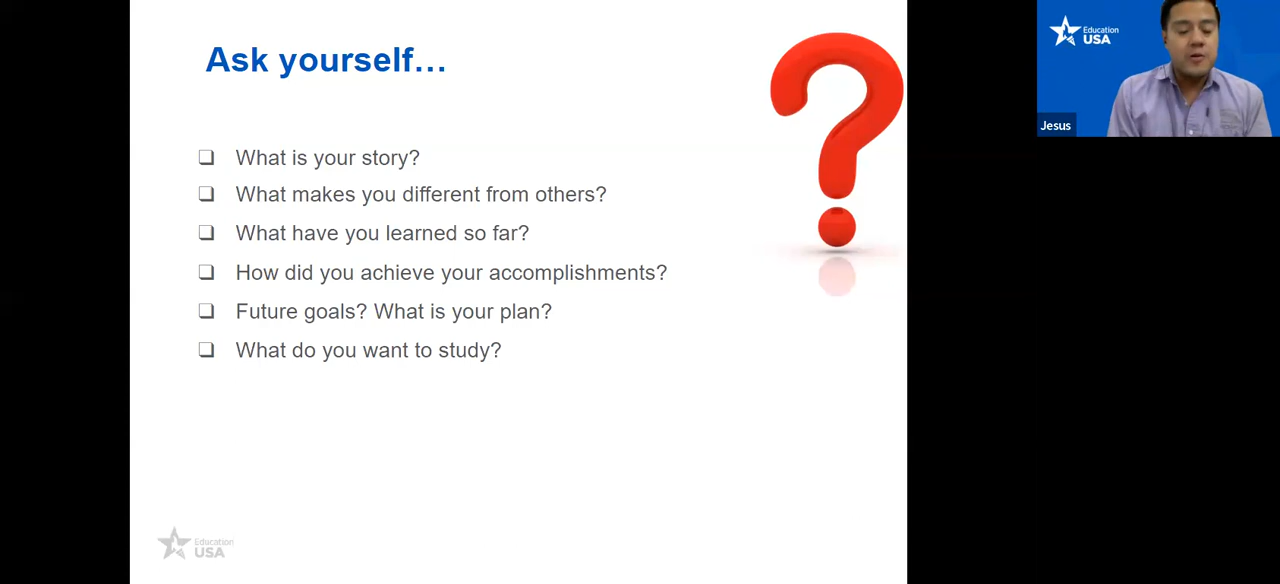 Ask yourself…
What is your story?
What makes you different from others?
What have you learned so far?
How did you achieve your accomplishments?
Future goals? What is your plan?
What do you want to study?
Education
USA
Education
USA
Jesus